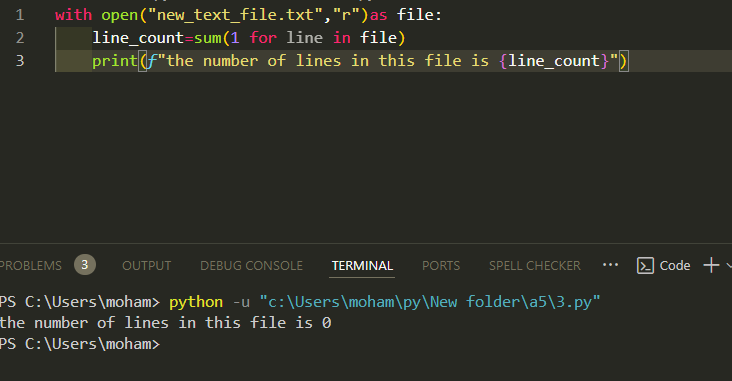 1 with open("new_text_file.txt","r")as file:
2     line_count=sum(1 for line in file)
3     print(f"the number of lines in this file is {line_count}")
PROBLEMS 3 OUTPUT DEBUG CONSOLE TERMINAL PORTS SPELL CHECKER ... Code
PS C:\Users\moham> python -u "c:\Users\moham\py\New folder\a5\3.py"
the number of lines in this file is 0
PS C:\Users\moham>